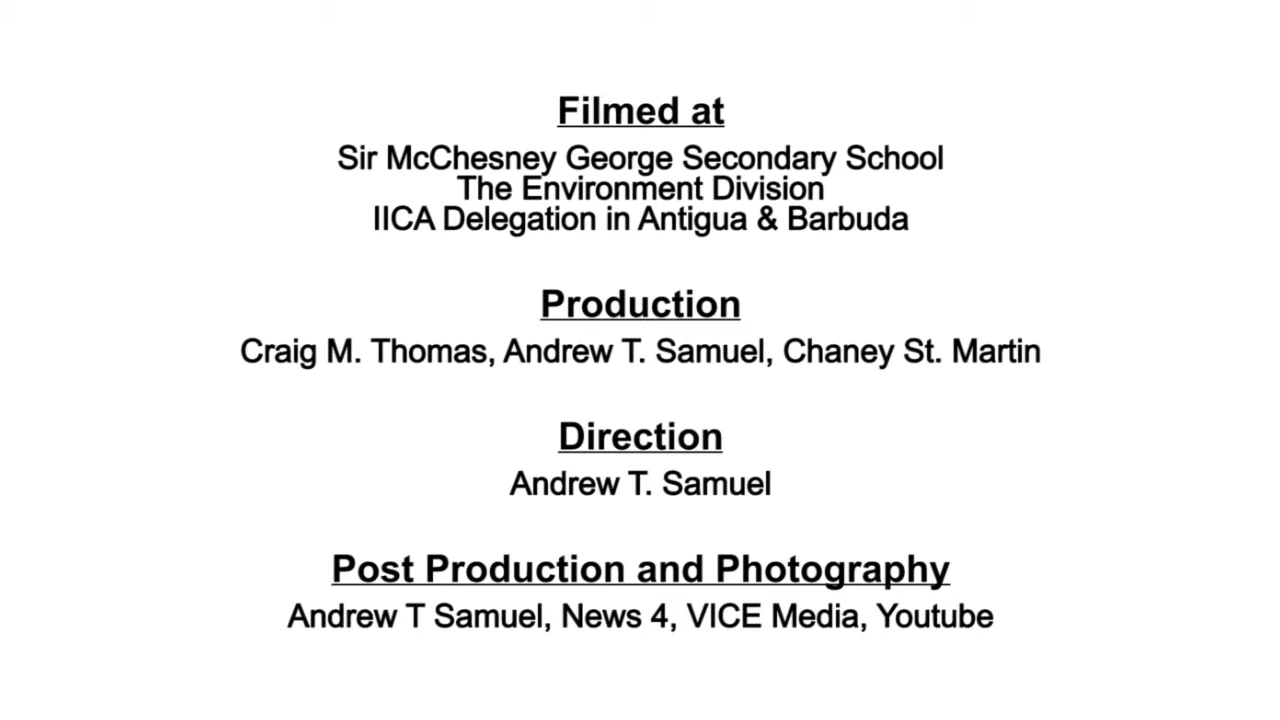 Filmed at
Sir McChesney George Secondary School
The Environment Division
IICA Delegation in Antigua & Barbuda
Production
Craig M. Thomas, Andrew T. Samuel, Chaney St. Martin
Direction
Andrew T. Samuel
Post Production and Photography
Andrew T Samuel, News 4, VICE Media, Youtube